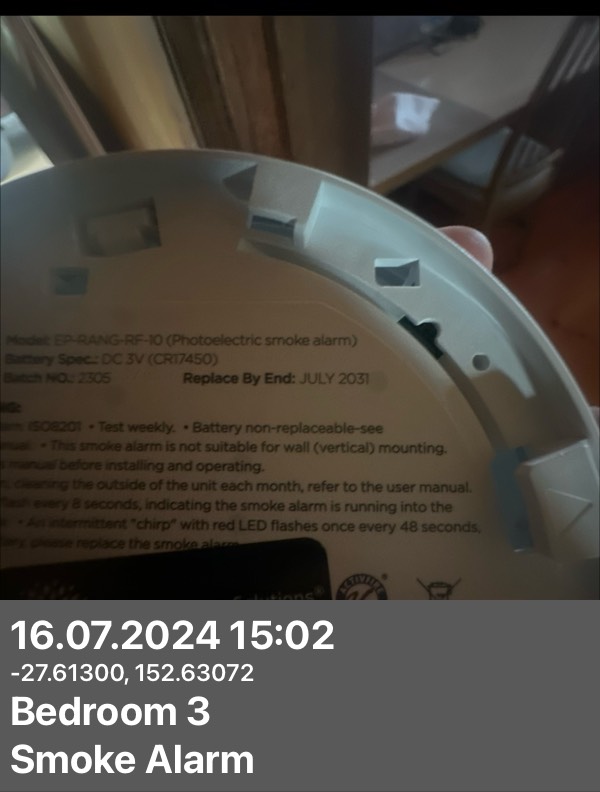 Model: EP-RANG-RF-10 (Photoelectric smoke alarm)
Battery Spec.: DC 3V (CR17450)
Batch NO.: 2305 Replace By End: JULY 2031
ISO8201 • Test weekly. • Battery non-replaceable-see
• This smoke alarm is not suitable for wall (vertical) mounting.
manual before installing and operating.
cleaning the outside of the unit each month, refer to the user manual.
flash every 8 seconds, indicating the smoke alarm is running into the
• An intermittent "chirp" with red LED flashes once every 48 seconds,
please replace the smoke alarm
Solutions®
16.07.2024 15:02
-27.61300, 152.63072
Bedroom 3
Smoke Alarm